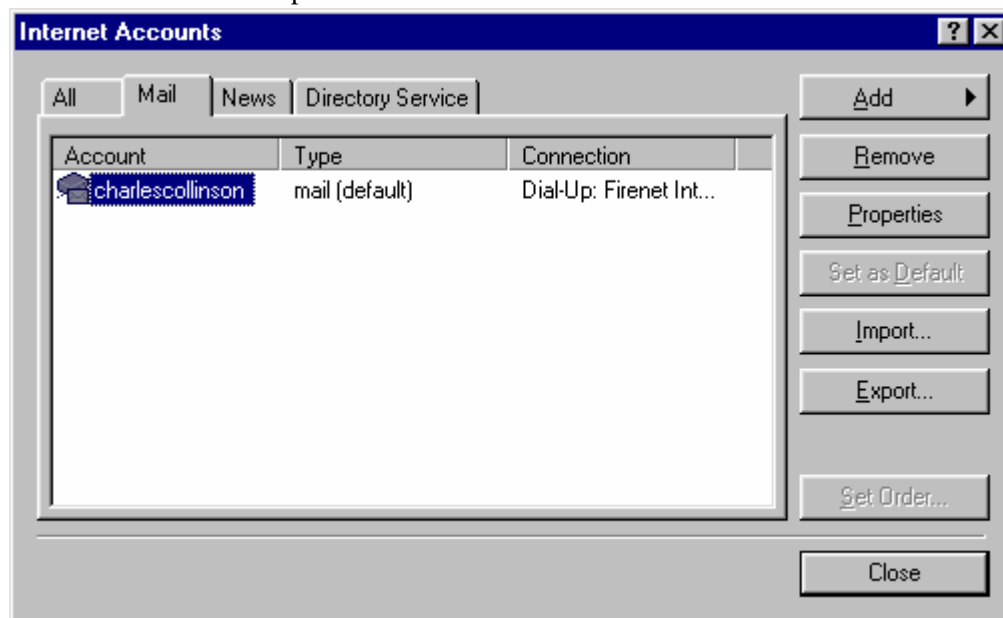 Internet Accounts
All Mail News Directory Service
Account Type Connection
charlescollinson mail (default) Dial-Up: Firenet Int...
Add
Remove
Properties
Set as Default
Import...
Export...
Set Order...
Close